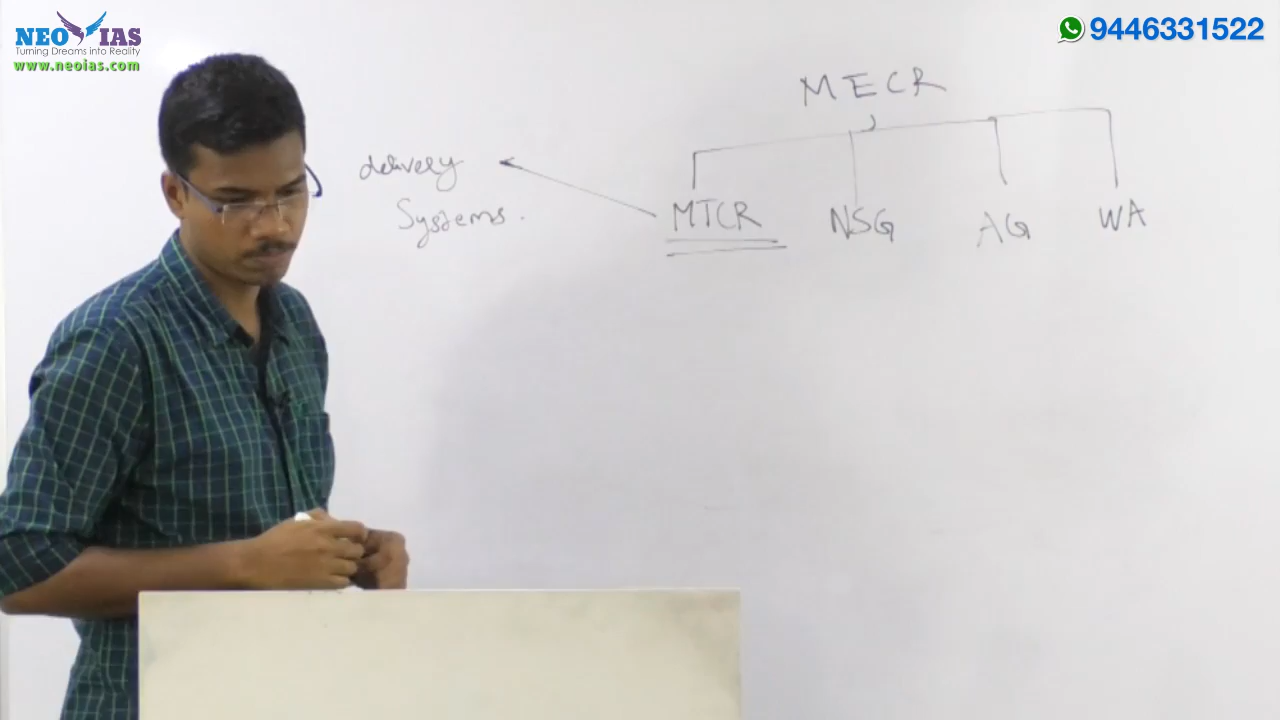 NEO IAS
Turning Dreams into Reality
www.neoias.com
9446331522
MECR
delivery
Systems.
MTCR NSG AG WA